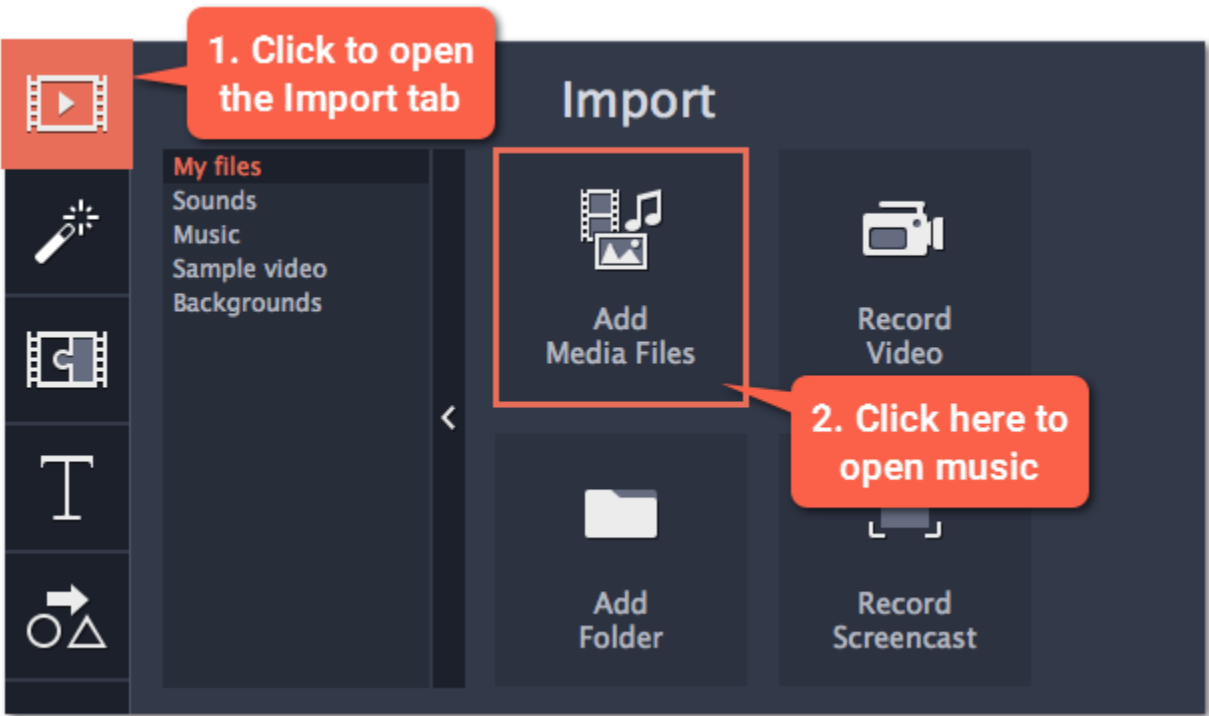 1. Click to open
the Import tab
Import
My files
Sounds
Music
Sample video
Backgrounds
Add
Media Files
Record
Video
2. Click here to
open music
Add
Folder
Record
Screencast